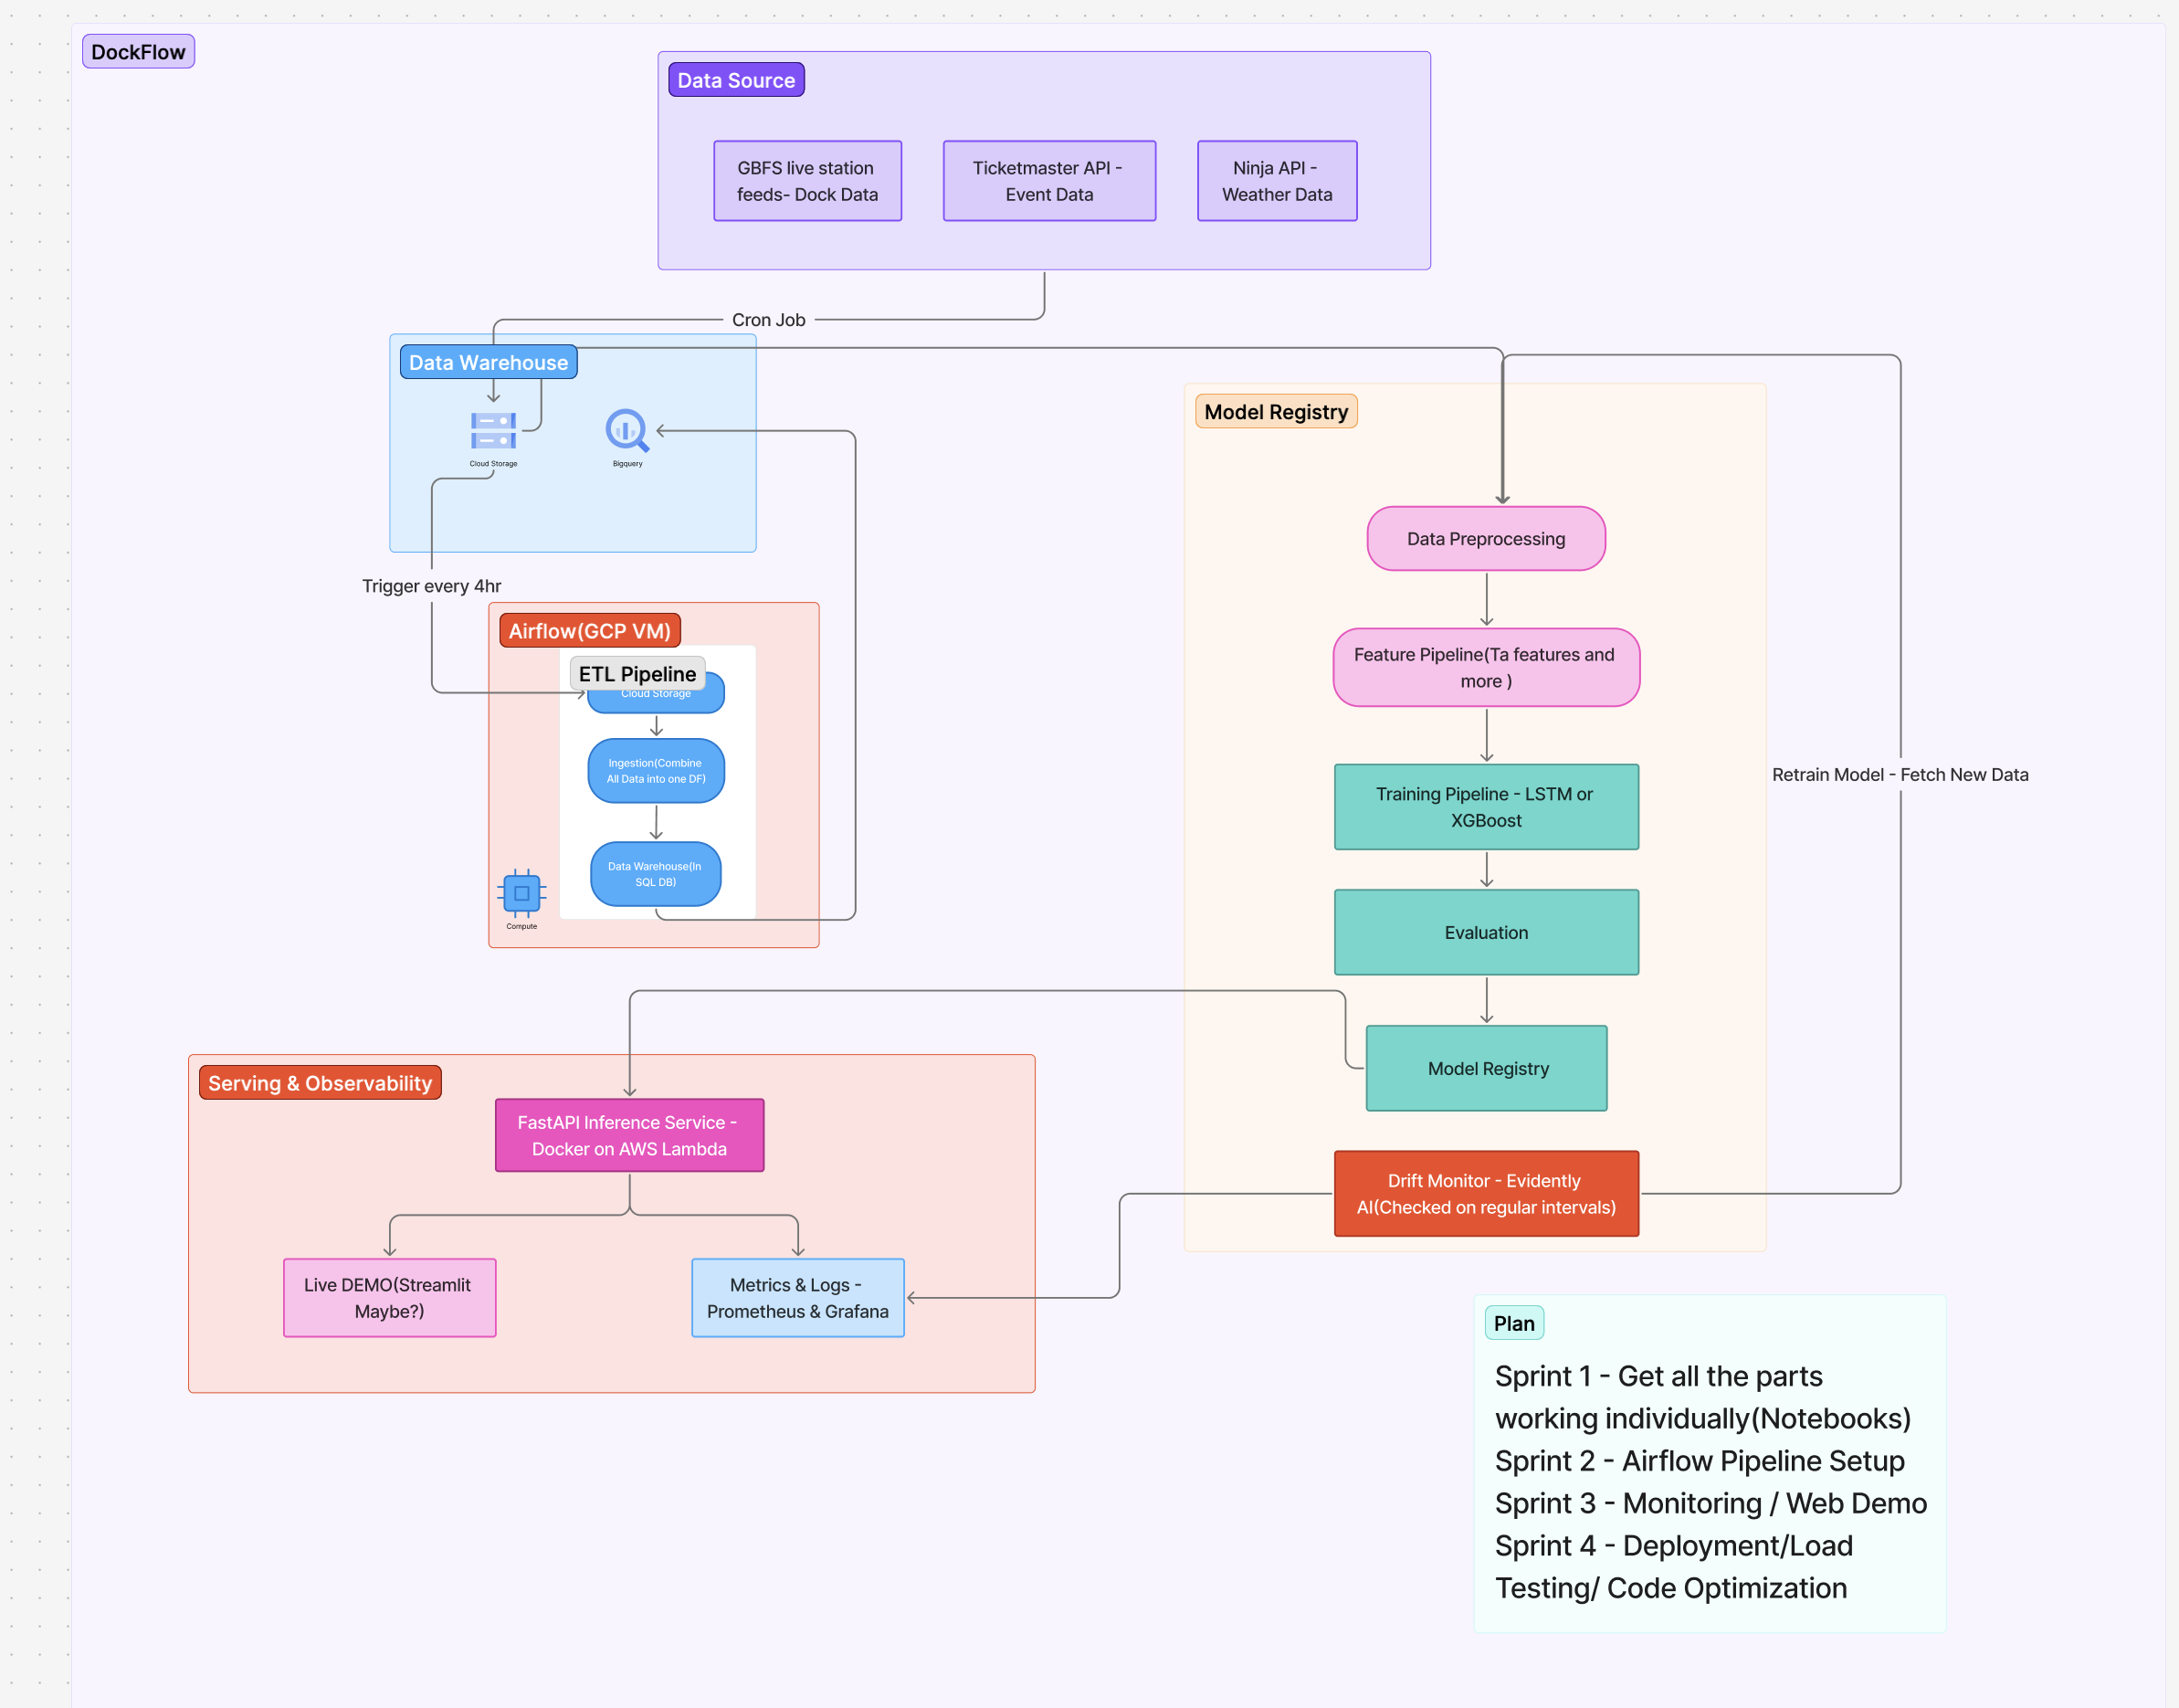 DockFlow
Data Source
GBFS live station
feeds- Dock Data
Ticketmaster API -
Event Data
Ninja API -
Weather Data
Cron Job
Data Warehouse
Cloud Storage
Bigquery
Trigger every 4hr
Airflow(GCP VM)
ETL Pipeline
Cloud Storage
Ingestion(Combine
All Data into one DF)
Data Warehouse(In
SQL DB)
Compute
Model Registry
Data Preprocessing
Feature Pipeline(Ta features and
more )
Training Pipeline - LSTM or
XGBoost
Evaluation
Model Registry
Drift Monitor - Evidently
AI(Checked on regular intervals)
Retrain Model - Fetch New Data
Serving & Observability
FastAPI Inference Service -
Docker on AWS Lambda
Live DEMO(Streamlit
Maybe?)
Metrics & Logs -
Prometheus & Grafana
Plan
Sprint 1 - Get all the parts
working individually(Notebooks)
Sprint 2 - Airflow Pipeline Setup
Sprint 3 - Monitoring / Web Demo
Sprint 4 - Deployment/Load
Testing/ Code Optimization